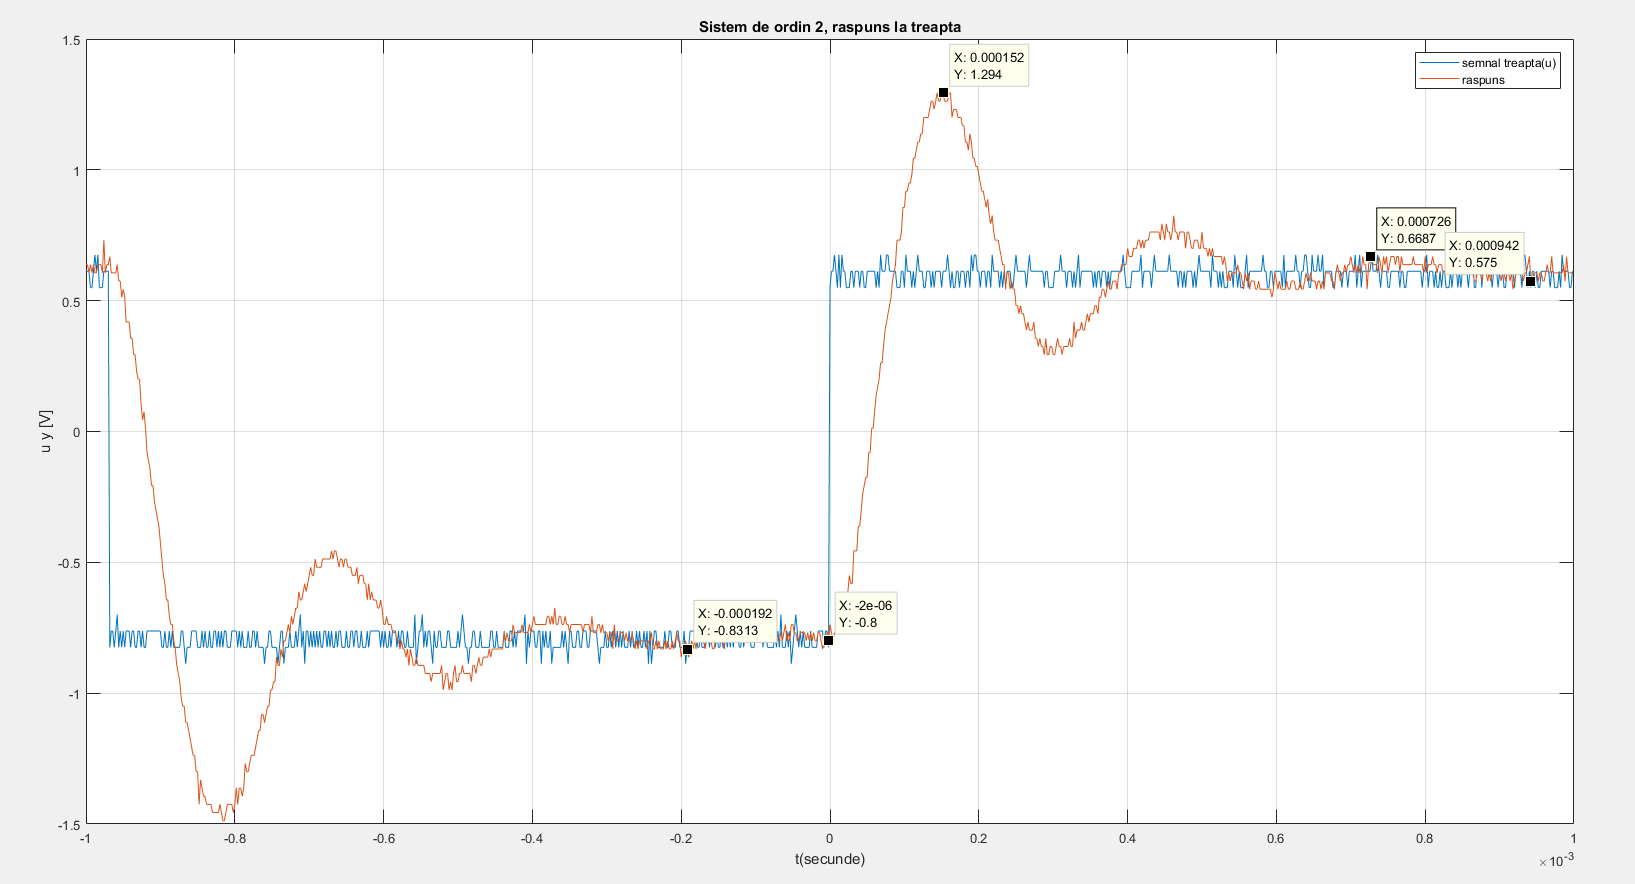 Sistem de ordin 2, raspuns la treapta
semnal treapta(u)
raspuns
X: 0.000152
Y: 1.294
X: 0.000726
Y: 0.6687
X: 0.000942
Y: 0.575
X: -0.000192
Y: -0.8313
X: -2e-06
Y: -0.8
u y [V]
1.5
1
0.5
0
-0.5
-1
-1.5
-1 -0.8 -0.6 -0.4 -0.2 0 0.2 0.4 0.6 0.8 1
t(secunde)
×10⁻³